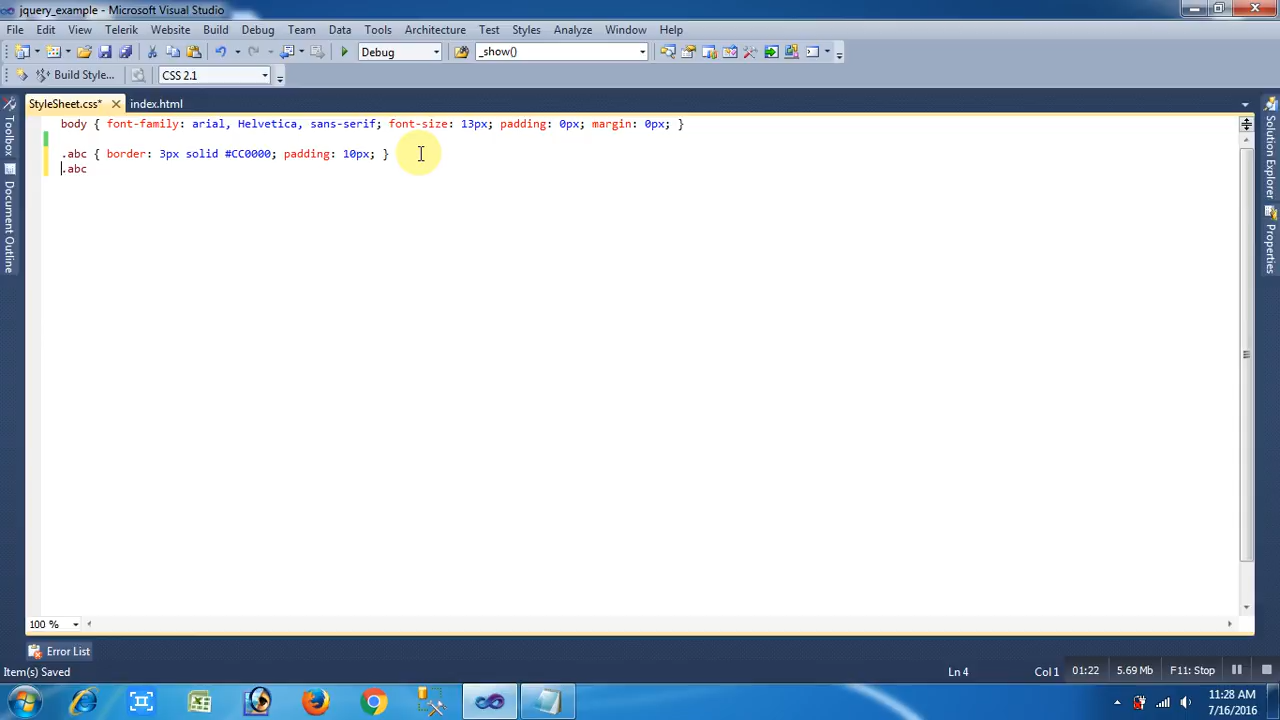 jquery_example - Microsoft Visual Studio
File Edit View Telerik Website Build Debug Team Data Tools Architecture Test Styles Analyze Window Help
Debug _show()
Build Style... CSS 2.1
StyleSheet.css* index.html
Toolbox
Document Outline
body { font-family: arial, Helvetica, sans-serif; font-size: 13px; padding: 0px; margin: 0px; }
.abc { border: 3px solid #CC0000; padding: 10px; }
.abc
Solution Explorer
Properties
100 %
Error List
Item(s) Saved Ln 4 Col 1 01:22 5.69 Mb F11: Stop
11:28 AM
7/16/2016